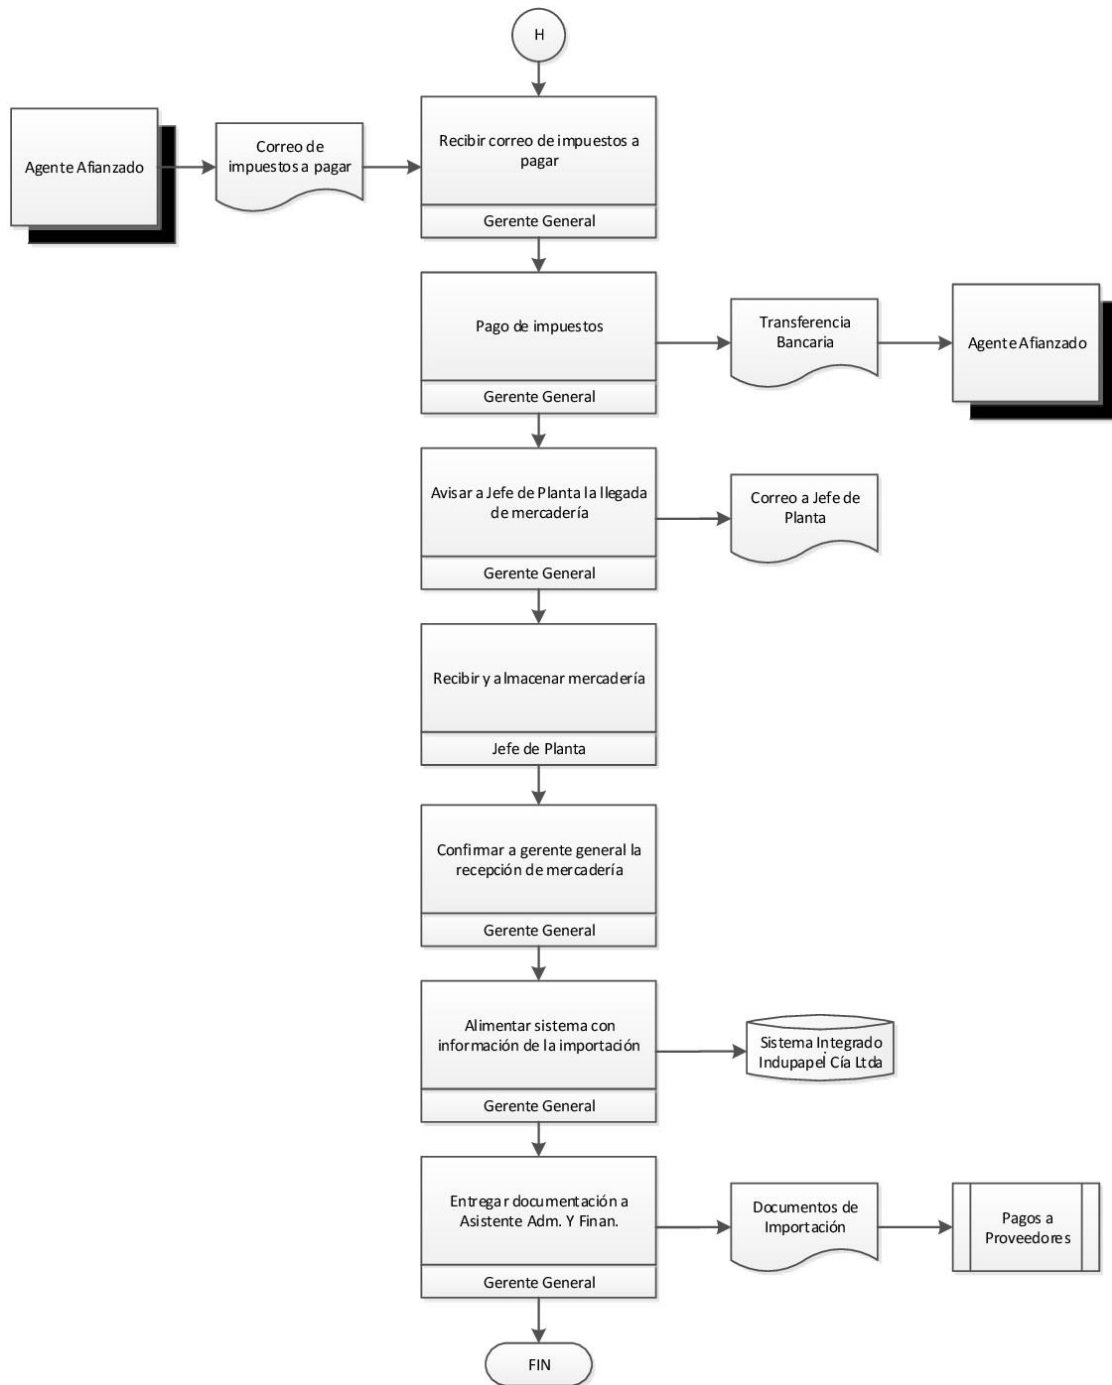 H
Agente Afianzado
Correo de
impuestos a pagar
Recibir correo de impuestos a
pagar
Gerente General
Pago de impuestos
Gerente General
Transferencia
Bancaria
Agente Afianzado
Avisar a Jefe de Planta la llegada
de mercadería
Gerente General
Correo a Jefe de
Planta
Recibir y almacenar mercadería
Jefe de Planta
Confirmar a gerente general la
recepción de mercadería
Gerente General
Alimentar sistema con
información de la importación
Gerente General
Sistema Integrado
Indupapel Cía Ltda
Entregar documentación a
Asistente Adm. Y Finan.
Gerente General
Documentos de
Importación
Pagos a
Proveedores
FIN